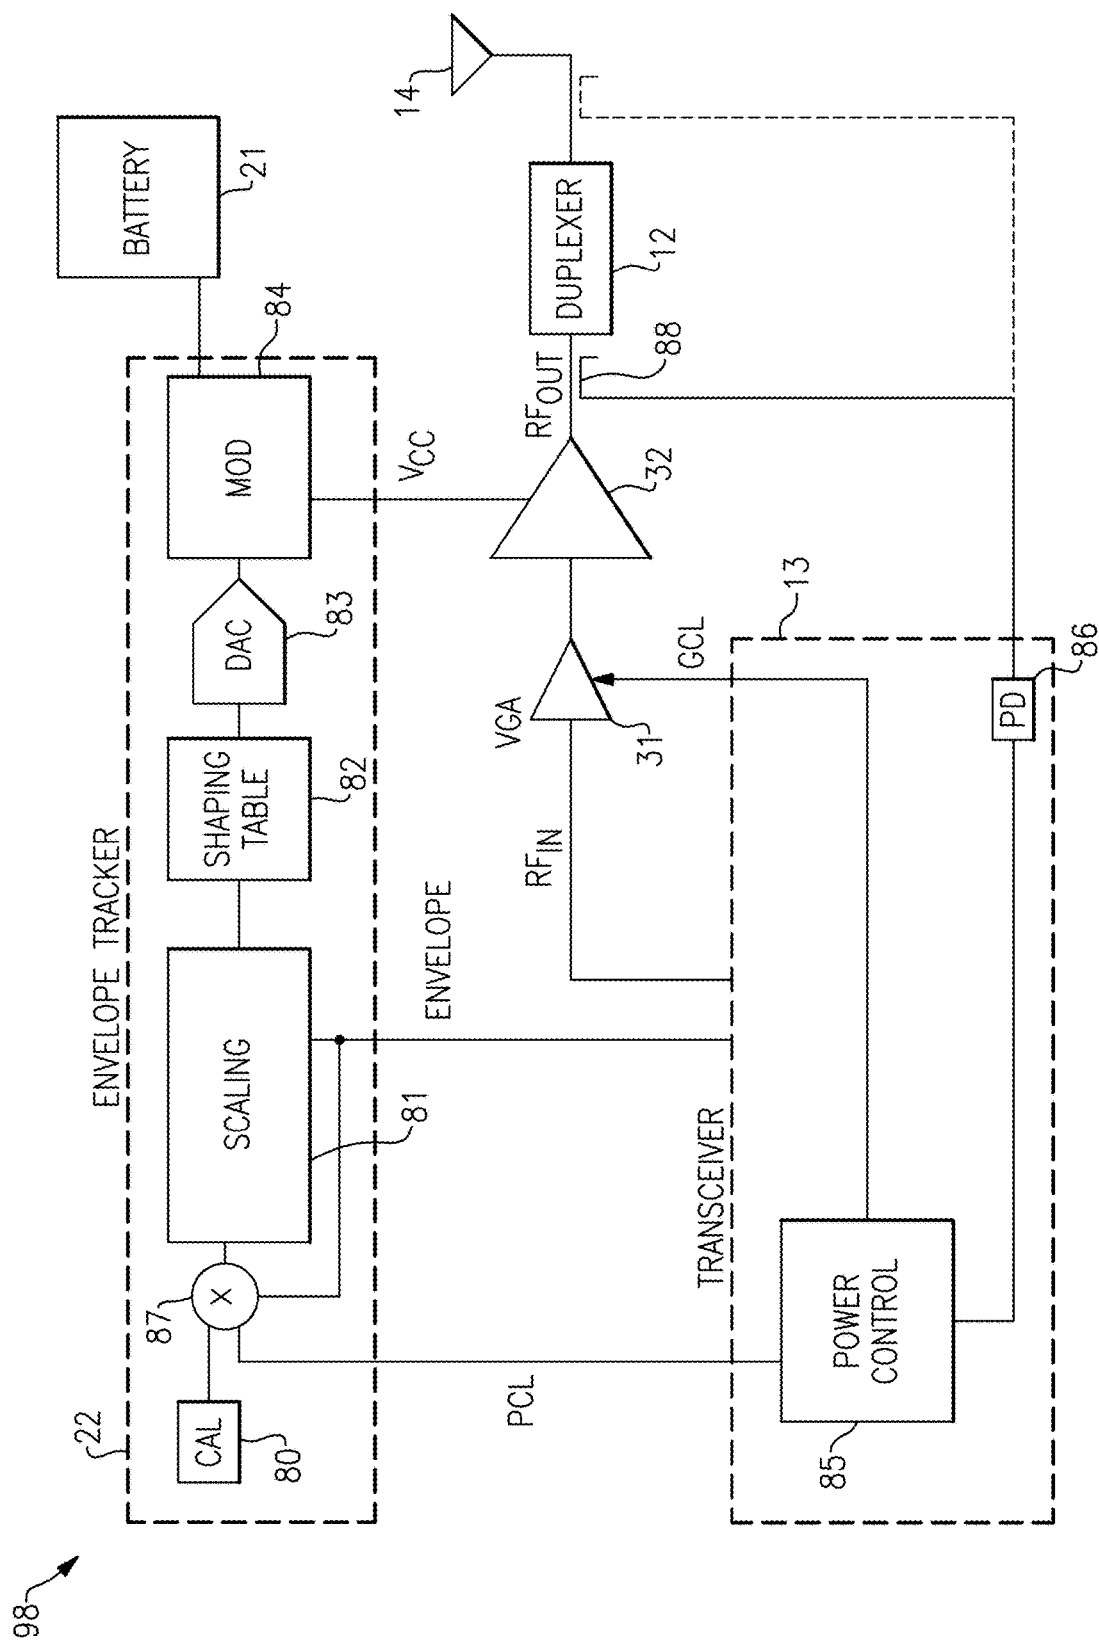 98
22
ENVELOPE TRACKER
CAL
80
87
X
SCALING
81
SHAPING
TABLE
82
DAC
83
MOD
84
BATTERY
21
PCL
ENVELOPE
VCC
RFIN
VGA
31
GCL
32
RFOUT
88
DUPLEXER
12
14
TRANSCEIVER
13
POWER
CONTROL
85
PD
86